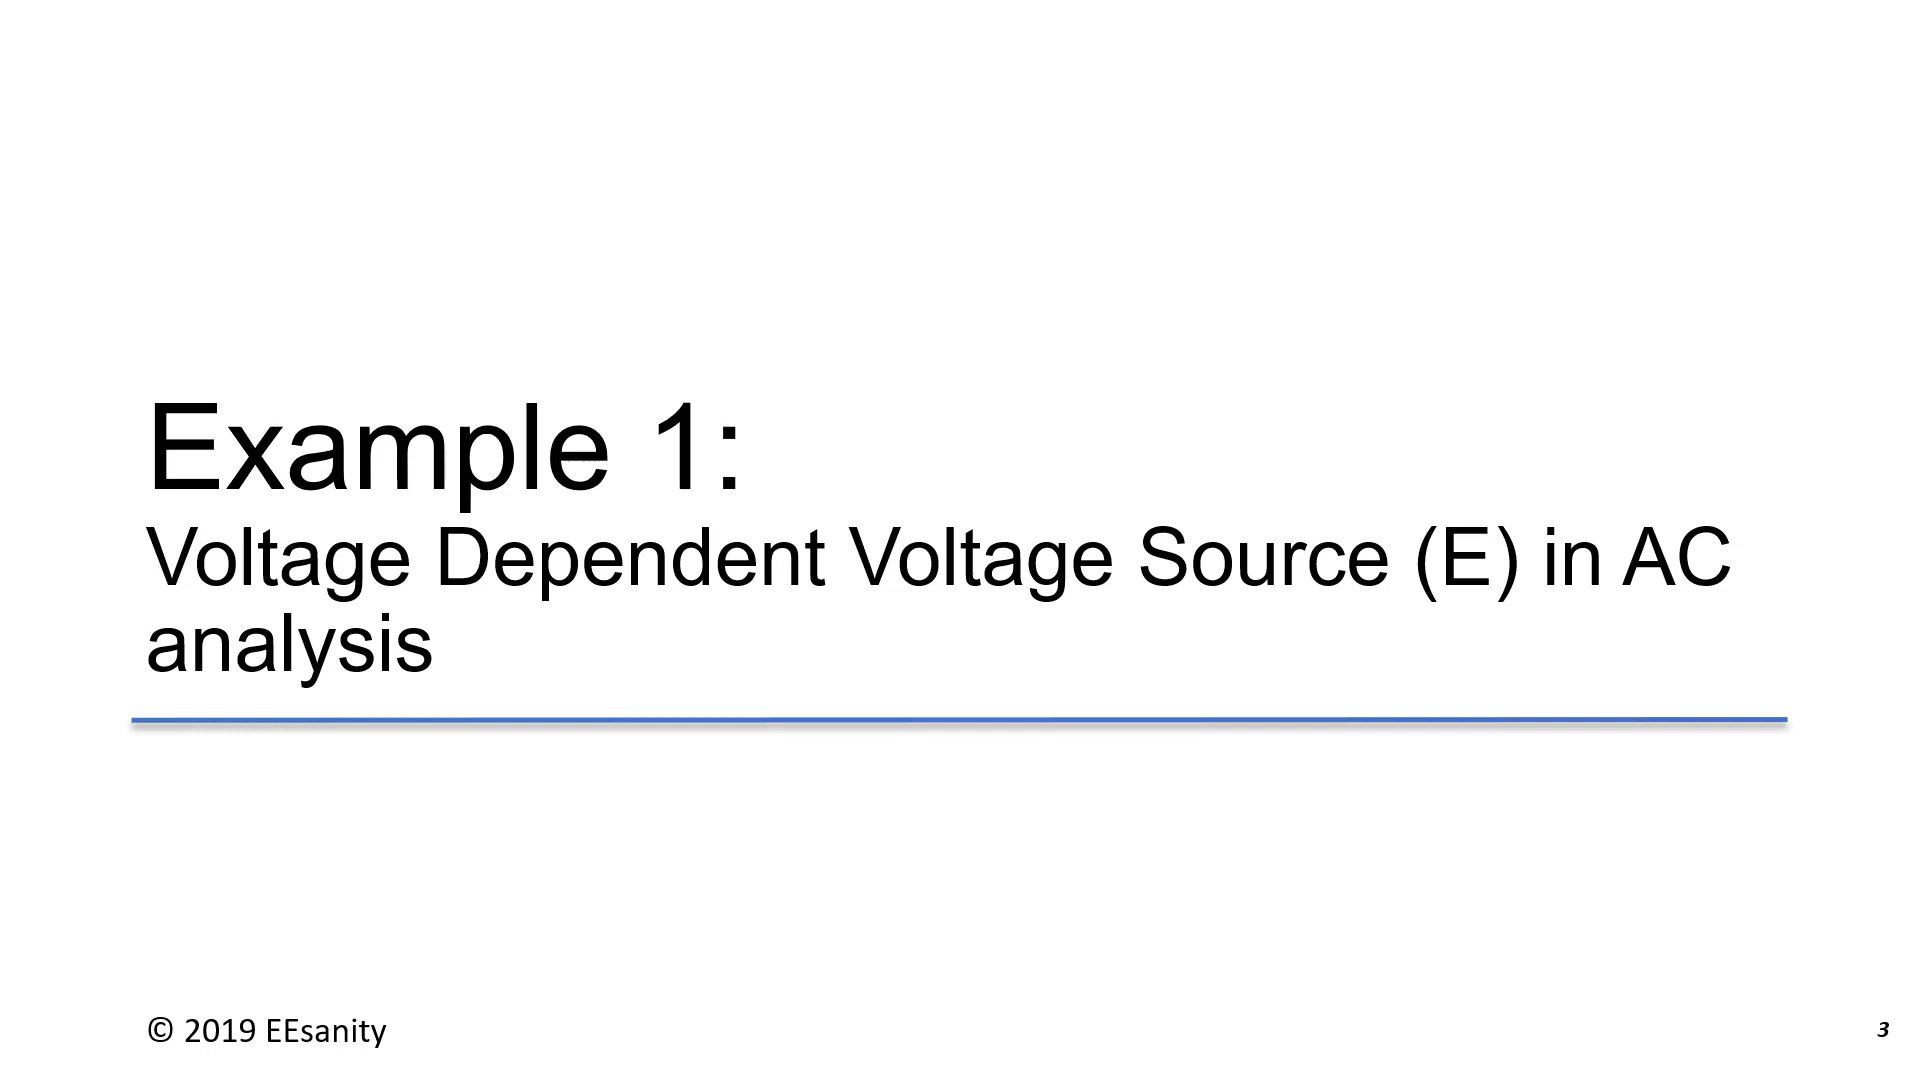 Example 1:
Voltage Dependent Voltage Source (E) in AC
analysis
© 2019 EEsanity
3